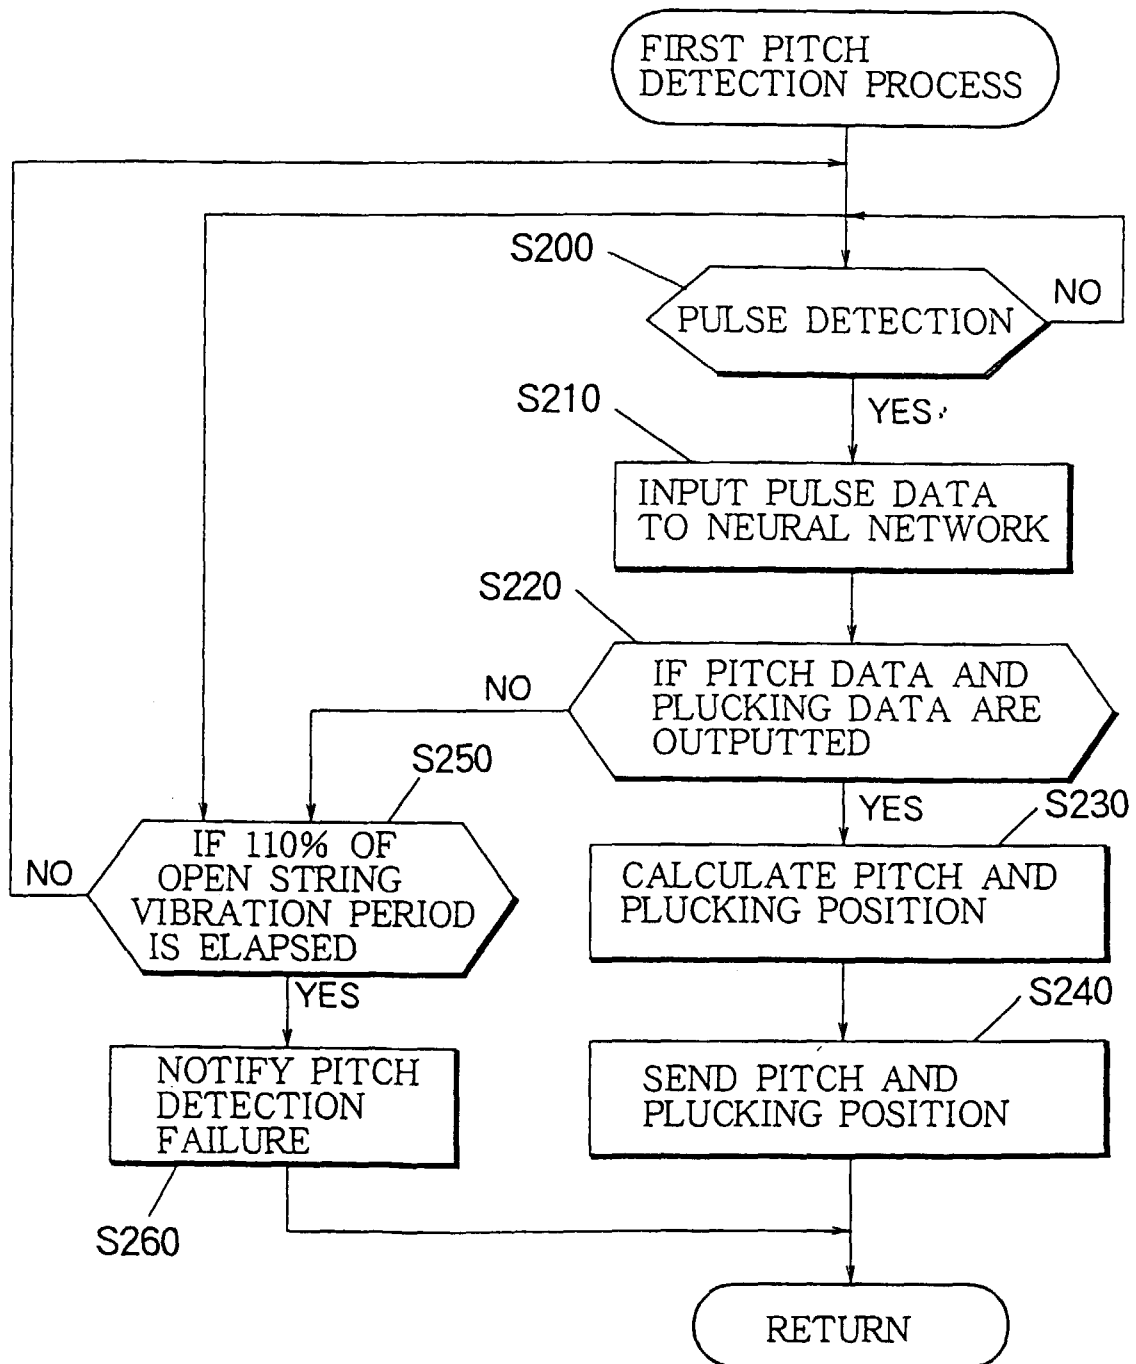 FIRST PITCH
DETECTION PROCESS
S200
PULSE DETECTION
NO
YES
S210
INPUT PULSE DATA
TO NEURAL NETWORK
S220
IF PITCH DATA AND
PLUCKING DATA ARE
OUTPUTTED
NO
YES
S250
IF 110% OF
OPEN STRING
VIBRATION PERIOD
IS ELAPSED
NO
YES
S230
CALCULATE PITCH AND
PLUCKING POSITION
S240
SEND PITCH AND
PLUCKING POSITION
NOTIFY PITCH
DETECTION
FAILURE
S260
RETURN